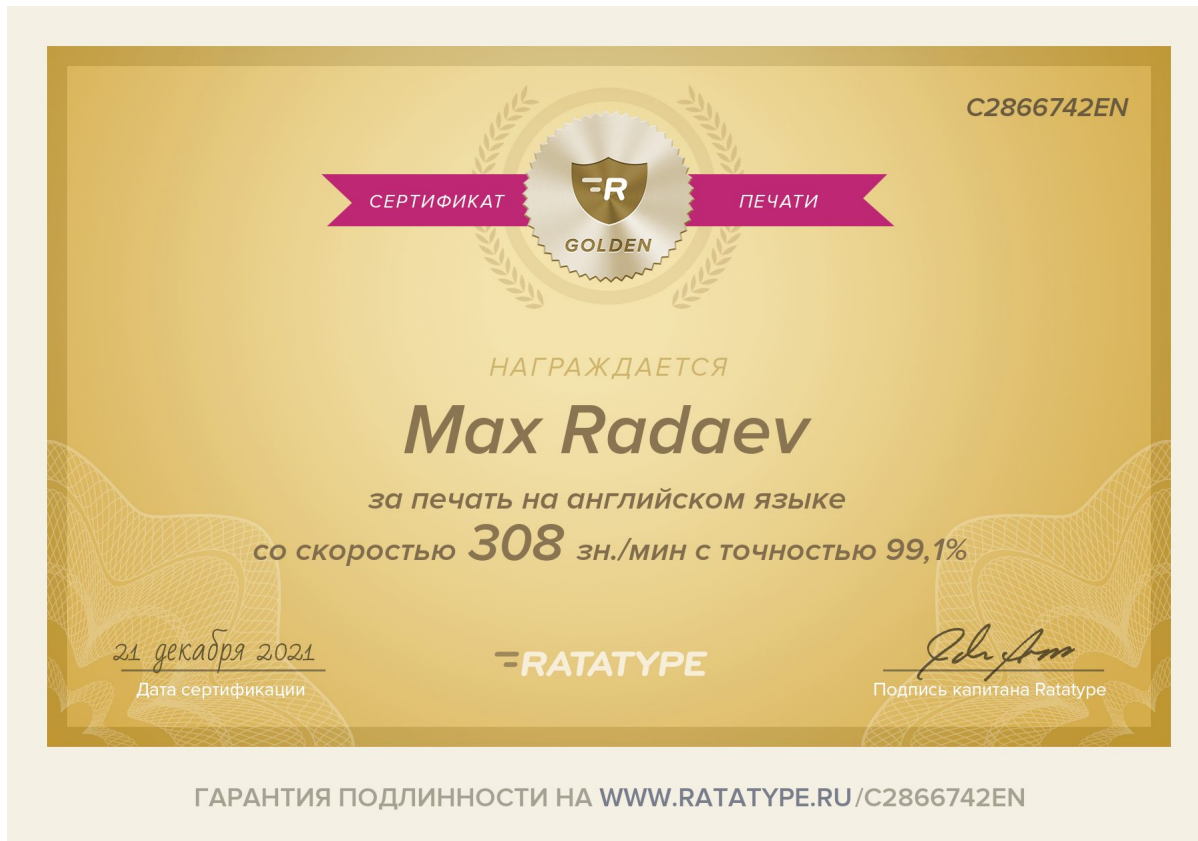 C2866742EN
СЕРТИФИКАТ
ПЕЧАТИ
R
GOLDEN
НАГРАЖДАЕТСЯ
Max Radaev
за печать на английском языке
со скоростью 308 зн./мин с точностью 99,1%
21 декабря 2021
Дата сертификации
RATATYPE
Подпись капитана Ratatype
ГАРАНТИЯ ПОДЛИННОСТИ НА WWW.RATATYPE.RU/C2866742EN